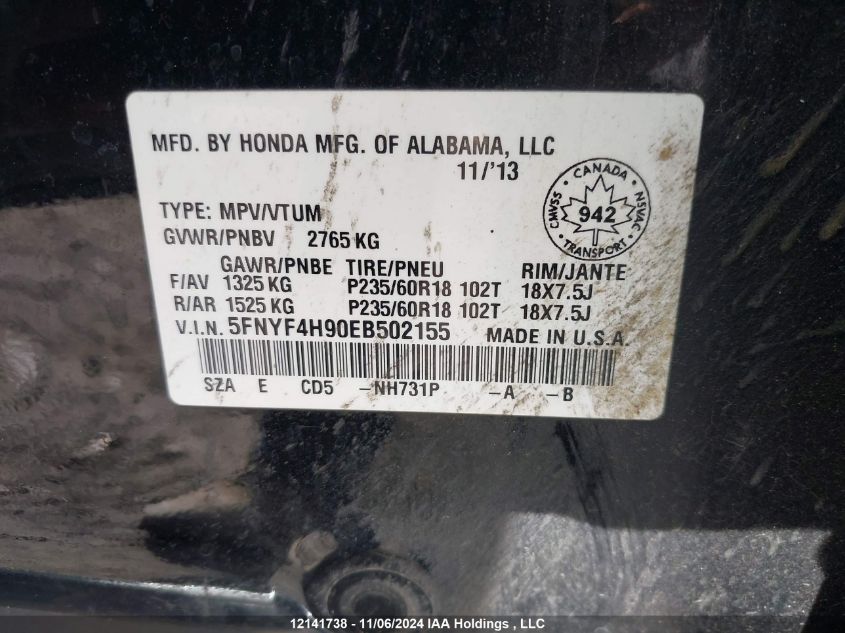 MFD. BY HONDA MFG. OF ALABAMA, LLC
11/'13
CANADA
CMVSS 942 NSVAC
TRANSPORT
TYPE: MPV/VTUM
GVWR/PNBV 2765 KG
GAWR/PNBE TIRE/PNEU RIM/JANTE
F/AV 1325 KG P235/60R18 102T 18X7.5J
R/AR 1525 KG P235/60R18 102T 18X7.5J
V.I.N. 5FNYF4H90EB502155 MADE IN U.S.A
SZA E CD5 -NH731P -A -B
12141738 - 11/06/2024 IAA Holdings , LLC